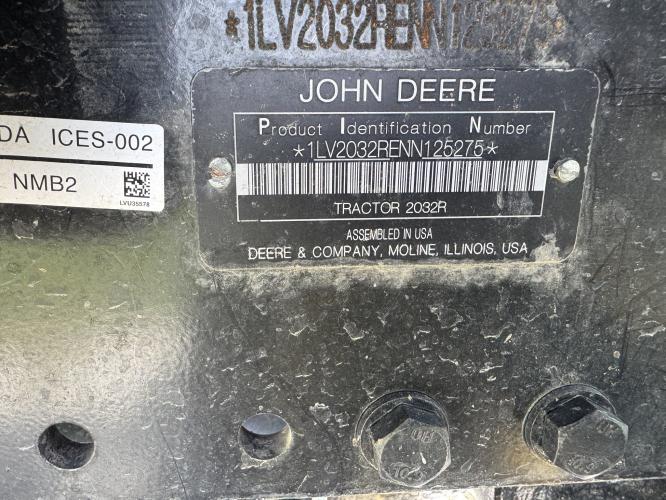 *1LV2032RENN125275
JOHN DEERE
Product Identification Number
*1LV2032RENN125275*
TRACTOR 2032R
ASSEMBLED IN USA
DEERE & COMPANY, MOLINE, ILLINOIS, USA
DA ICES-002
NMB2
LVU35578